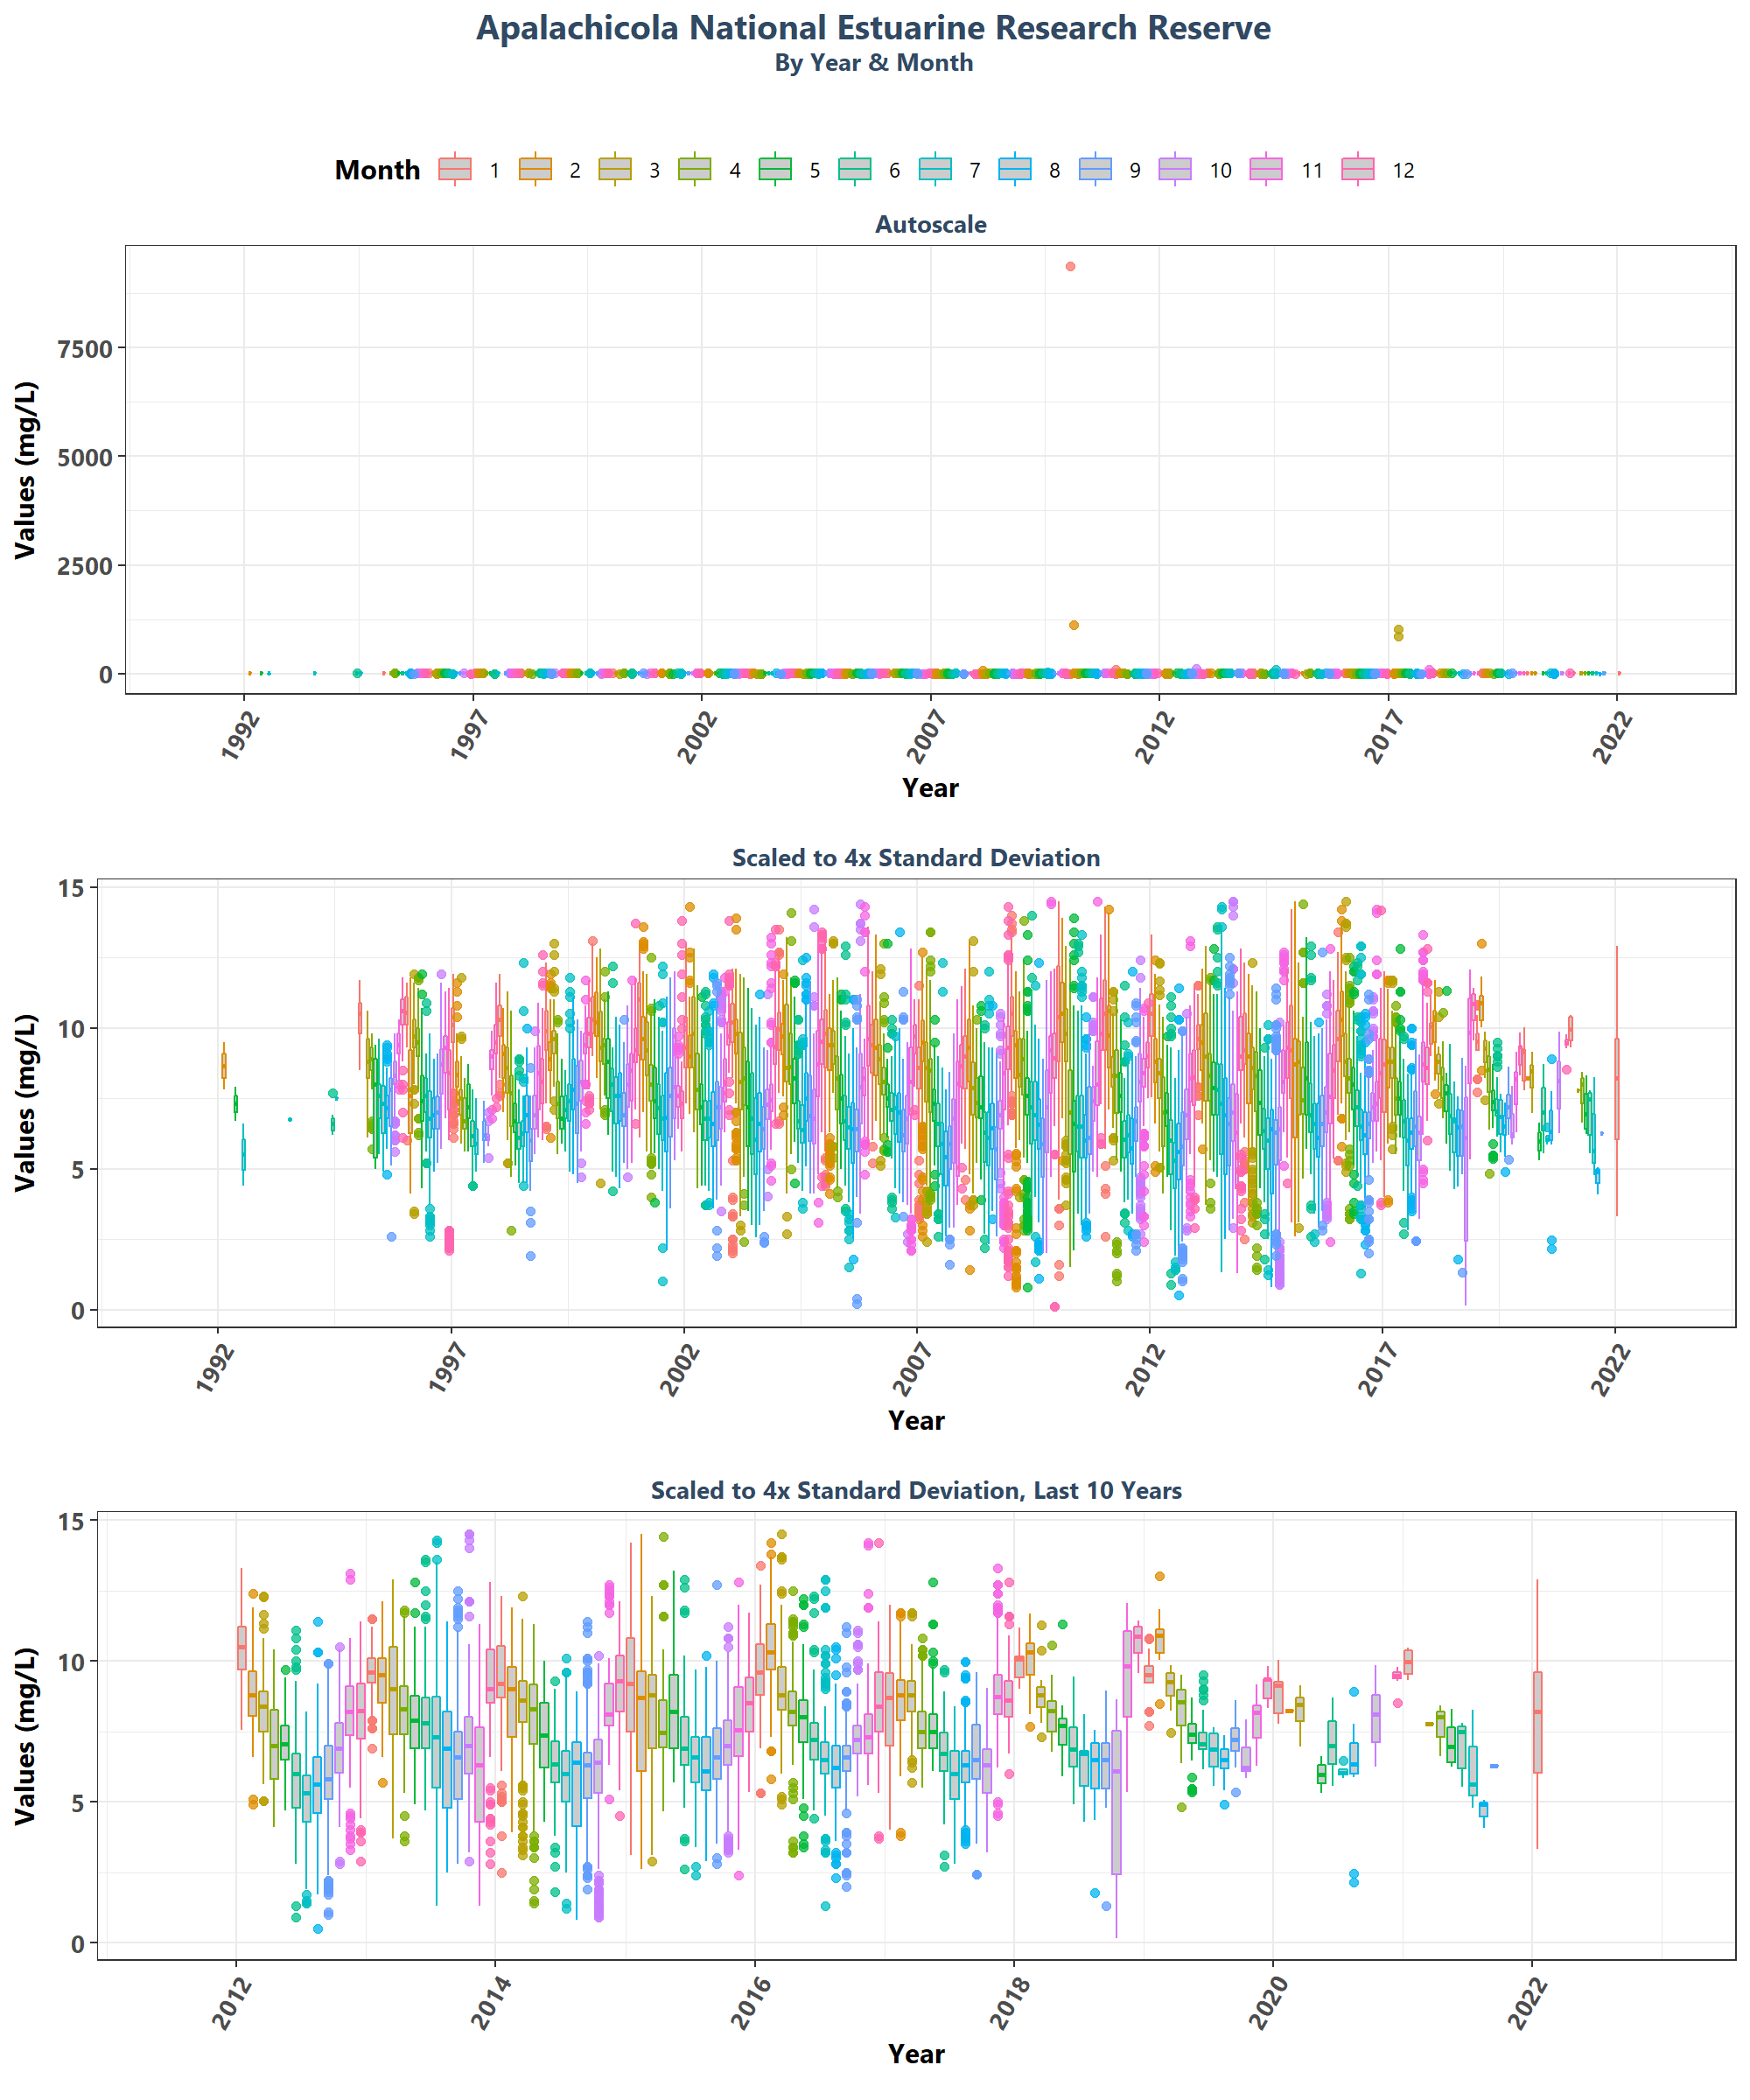 Apalachicola National Estuarine Research Reserve
By Year & Month
Month 1 2 3 4 5 6 7 8 9 10 11 12
Autoscale
Values (mg/L)
7500
5000
2500
0
1992 1997 2002 2007 2012 2017 2022
Year
Scaled to 4x Standard Deviation
Values (mg/L)
15
10
5
0
1992 1997 2002 2007 2012 2017 2022
Year
Scaled to 4x Standard Deviation, Last 10 Years
Values (mg/L)
15
10
5
0
2012 2014 2016 2018 2020 2022
Year